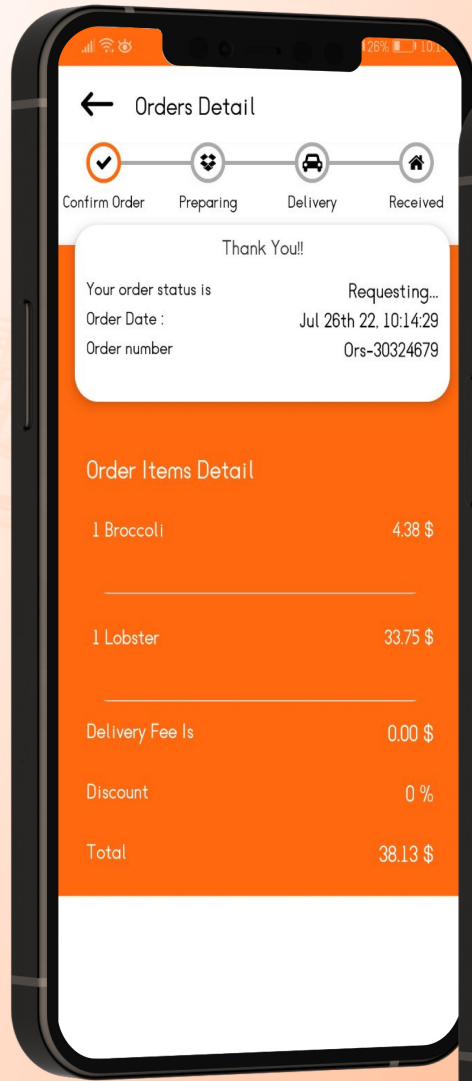 26% 10:14
Orders Detail
Confirm Order Preparing Delivery Received
Thank You!!
Your order status is Requesting...
Order Date : Jul 26th 22, 10:14:29
Order number Ors-30324679
Order Items Detail
1 Broccoli 4.38 $
1 Lobster 33.75 $
Delivery Fee Is 0.00 $
Discount 0 %
Total 38.13 $